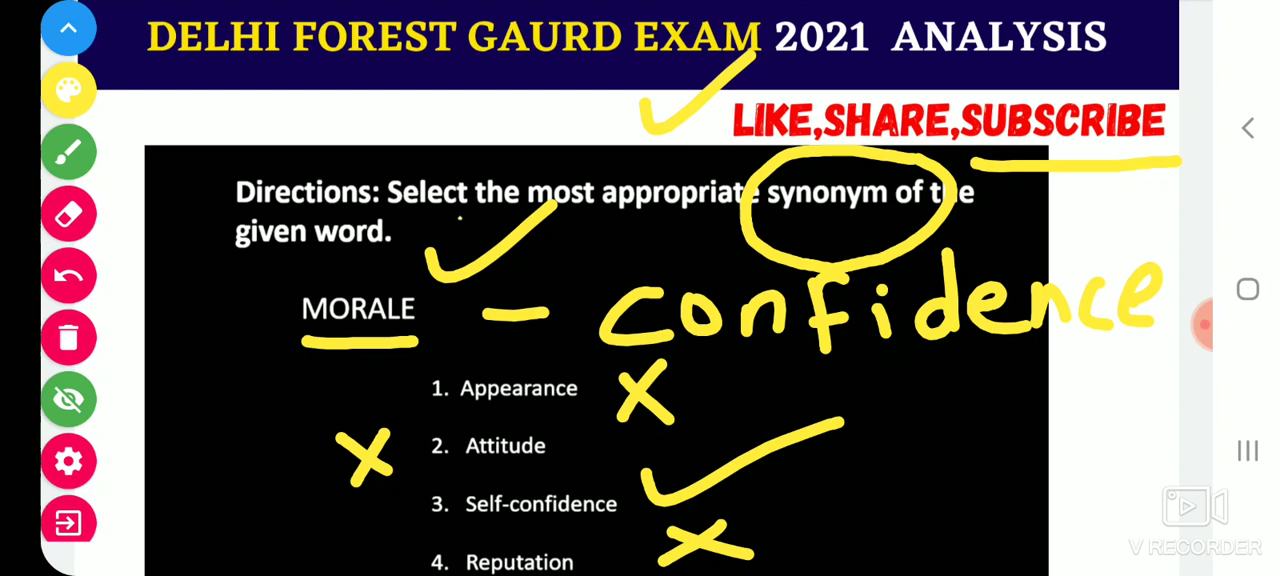 DELHI FOREST GAURD EXAM 2021 ANALYSIS
LIKE,SHARE,SUBSCRIBE
Directions: Select the most appropriate synonym of the
given word.
MORALE – confidence
1. Appearance
2. Attitude
3. Self-confidence
4. Reputation
V RECORDER